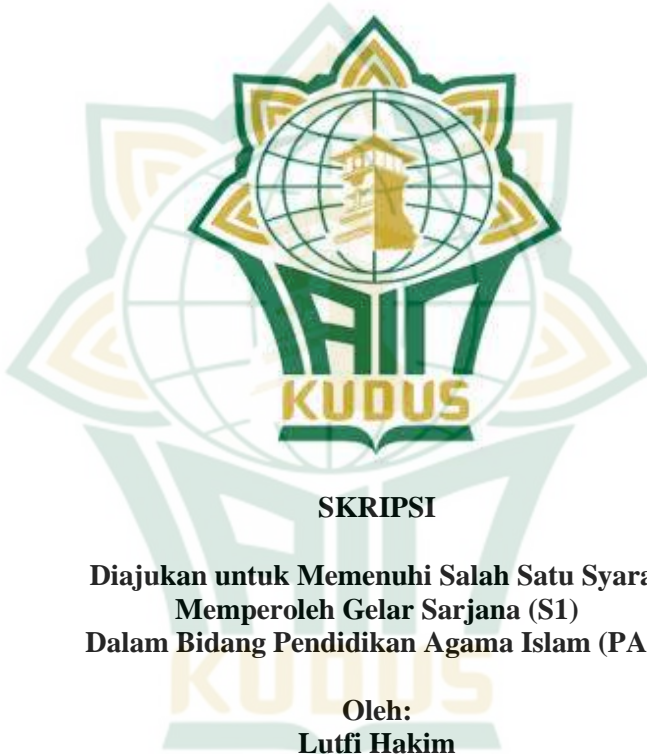 IAIN
KUDUS
SKRIPSI
Diajukan untuk Memenuhi Salah Satu Syara
Memperoleh Gelar Sarjana (S1)
Dalam Bidang Pendidikan Agama Islam (PA
Oleh:
Lutfi Hakim